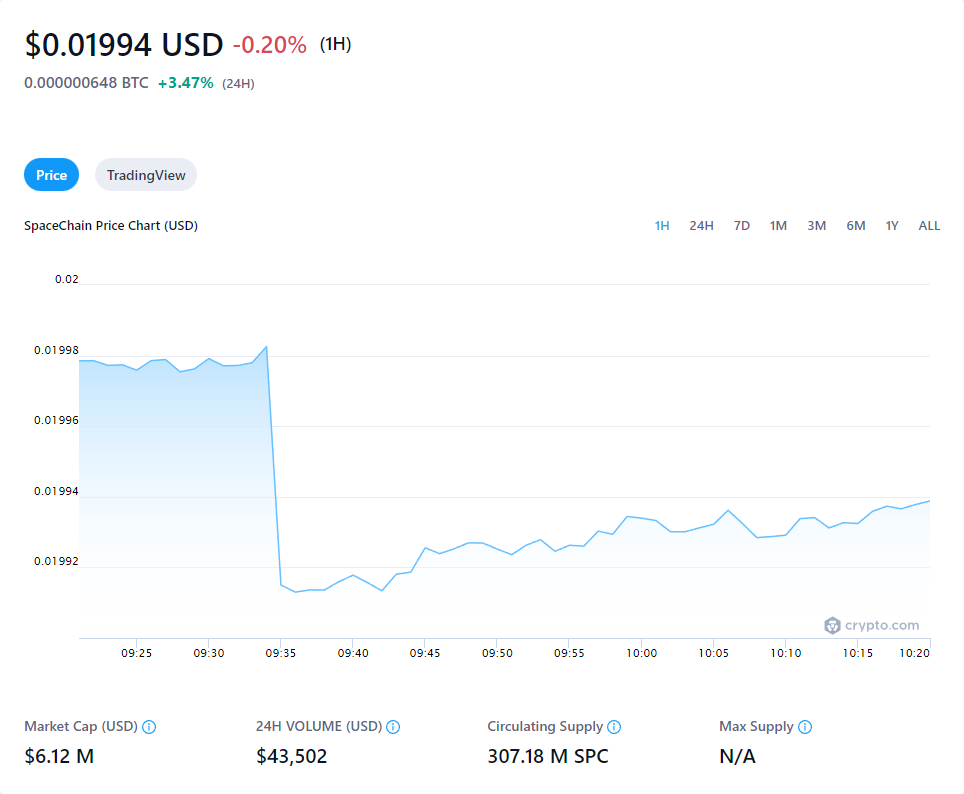 $0.01994 USD -0.20% (1H)
0.000000648 BTC +3.47% (24H)
Price TradingView
SpaceChain Price Chart (USD) 1H 24H 7D 1M 3M 6M 1Y ALL
0.02
0.01998
0.01996
0.01994
0.01992
crypto.com
09:25 09:30 09:35 09:40 09:45 09:50 09:55 10:00 10:05 10:10 10:15 10:20
Market Cap (USD) 24H VOLUME (USD) Circulating Supply Max Supply
$6.12 M $43,502 307.18 M SPC N/A